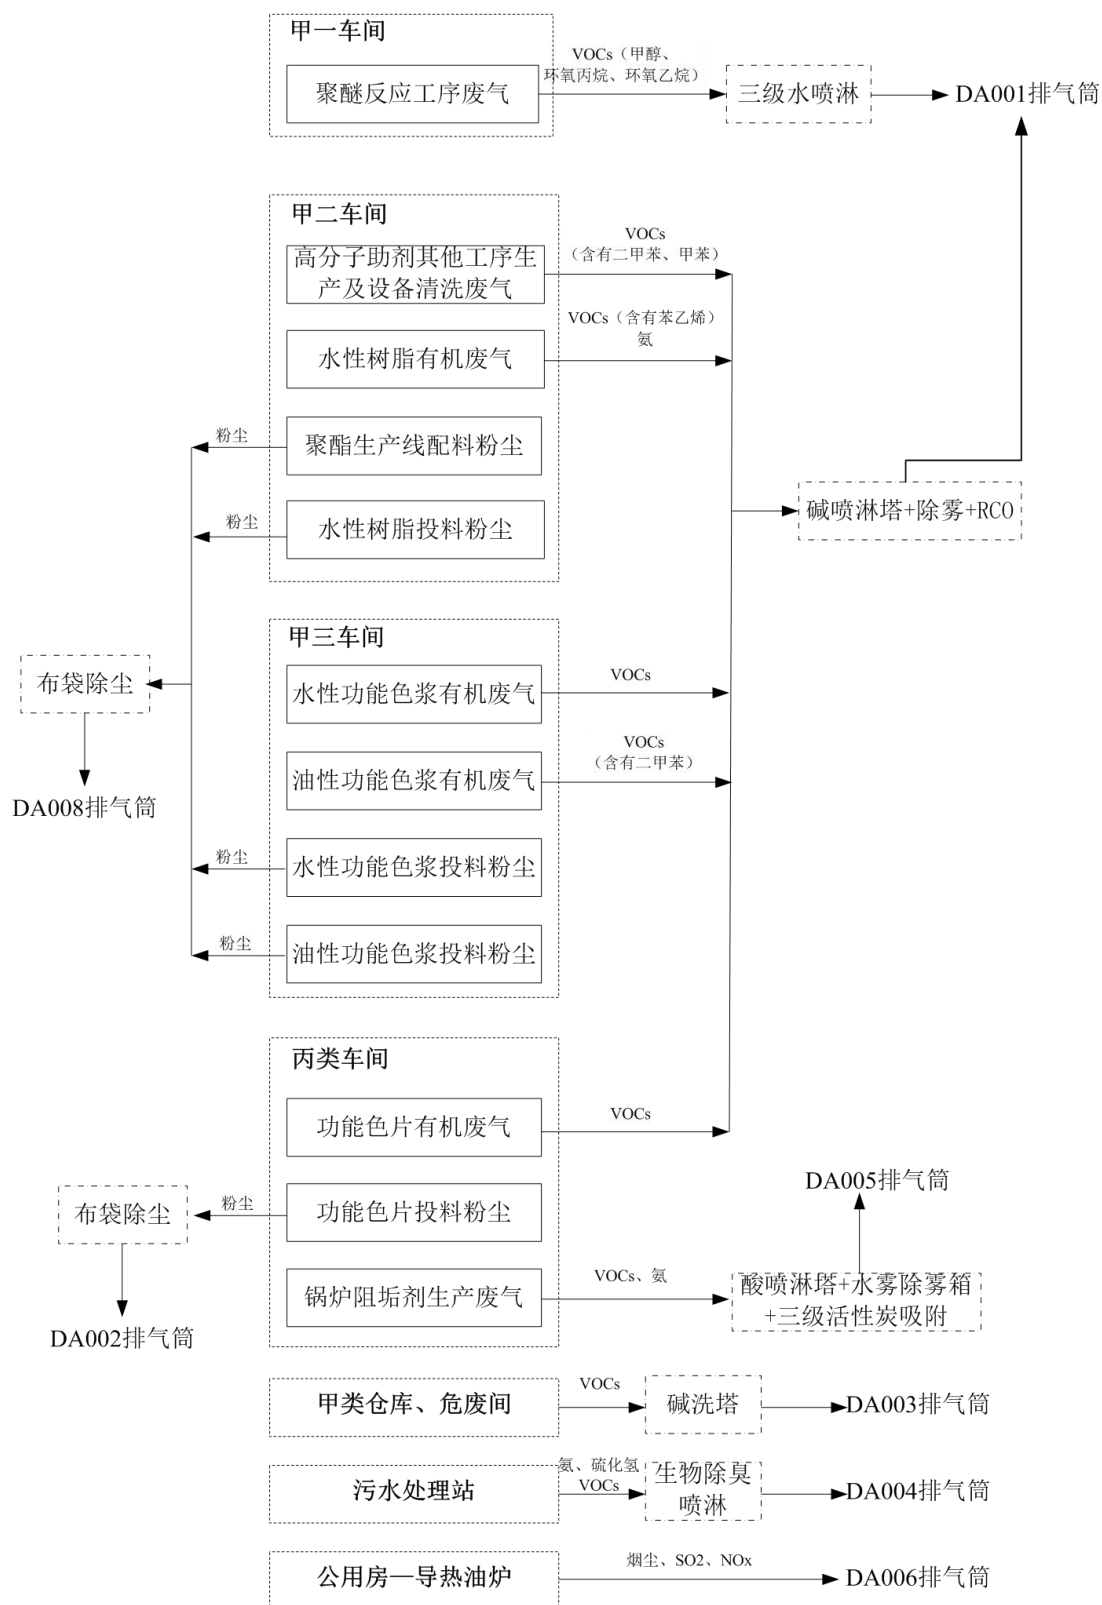 甲一车间
VOCs（甲醇、
环氧丙烷、环氧乙烷）
聚醚反应工序废气
三级水喷淋
DA001排气筒
甲二车间
VOCs
（含有二甲苯、甲苯）
高分子助剂其他工序生
产及设备清洗废气
VOCs（含有苯乙烯）
氨
水性树脂有机废气
粉尘
聚酯生产线配料粉尘
粉尘
水性树脂投料粉尘
碱喷淋塔+除雾+RCO
甲三车间
布袋除尘
VOCs
水性功能色浆有机废气
VOCs
（含有二甲苯）
油性功能色浆有机废气
DA008排气筒
粉尘
水性功能色浆投料粉尘
粉尘
油性功能色浆投料粉尘
丙类车间
VOCs
功能色片有机废气
DA005排气筒
布袋除尘
粉尘
功能色片投料粉尘
VOCs、氨
锅炉阻垢剂生产废气
酸喷淋塔+水雾除雾箱
+三级活性炭吸附
DA002排气筒
甲类仓库、危废间
VOCs
碱洗塔
DA003排气筒
污水处理站
氨、硫化氢
VOCs
生物除臭
喷淋
DA004排气筒
公用房—导热油炉
烟尘、SO2、NOx
DA006排气筒